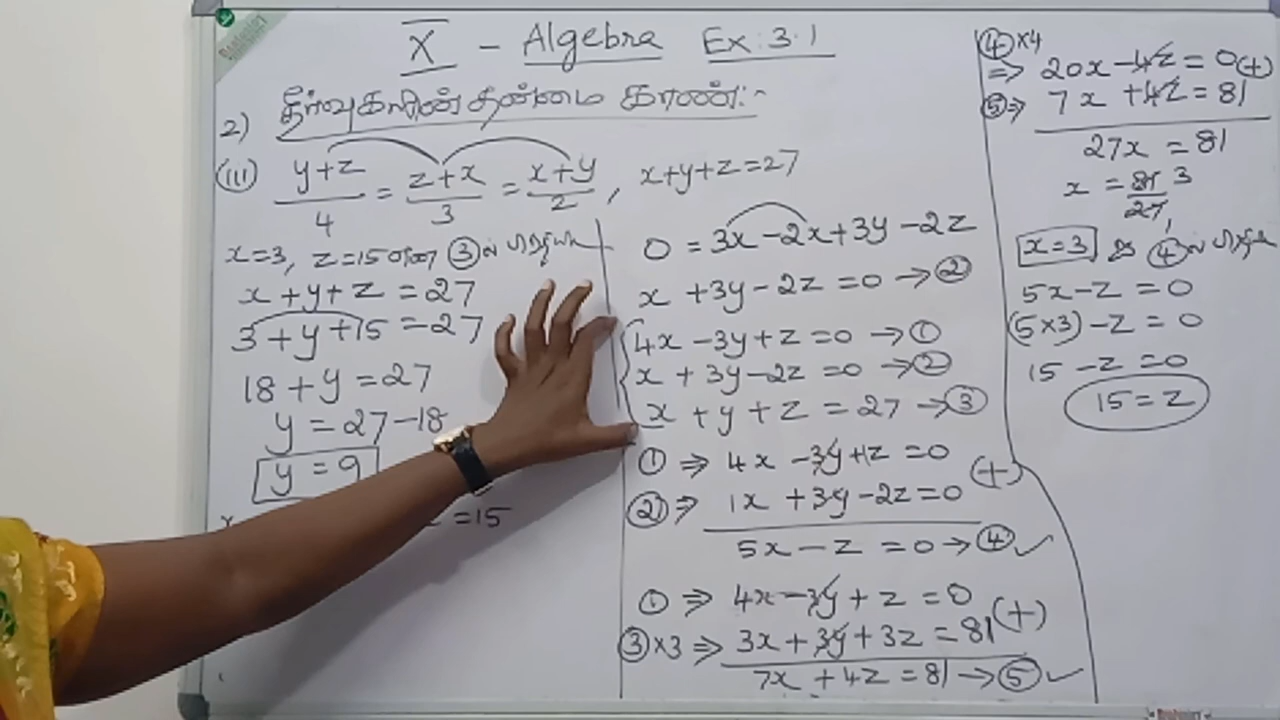 X - Algebra Ex: 3.1
2) தீர்வுகளின் தன்மை காண்:-
(iii) y+z/4 = z+x/3 = x+y/2, x+y+z=27
x=3, z=15 என ③ல்
x+y+z=27
3+y+15=27
18+y=27
y=27-18
y=9
=15
0=3x-2x+3y-2z
x+3y-2z=0→②
4x-3y+z=0→①
x+3y-2z=0→②
x+y+z=27→③
①⇒ 4x-3y+1z=0
②⇒ 1x+3y-2z=0 (+)
5x-z=0→④✓
①⇒ 4x-3y+z=0
③×3⇒ 3x+3y+3z=81 (+)
7x+4z=81→⑤✓
④×4
⇒ 20x-4z=0 (+)
⑤⇒ 7x+4z=81
27x=81
x=81/27 3
x=3 ④ல்
5x-z=0
(5×3)-z=0
15-z=0
15=z